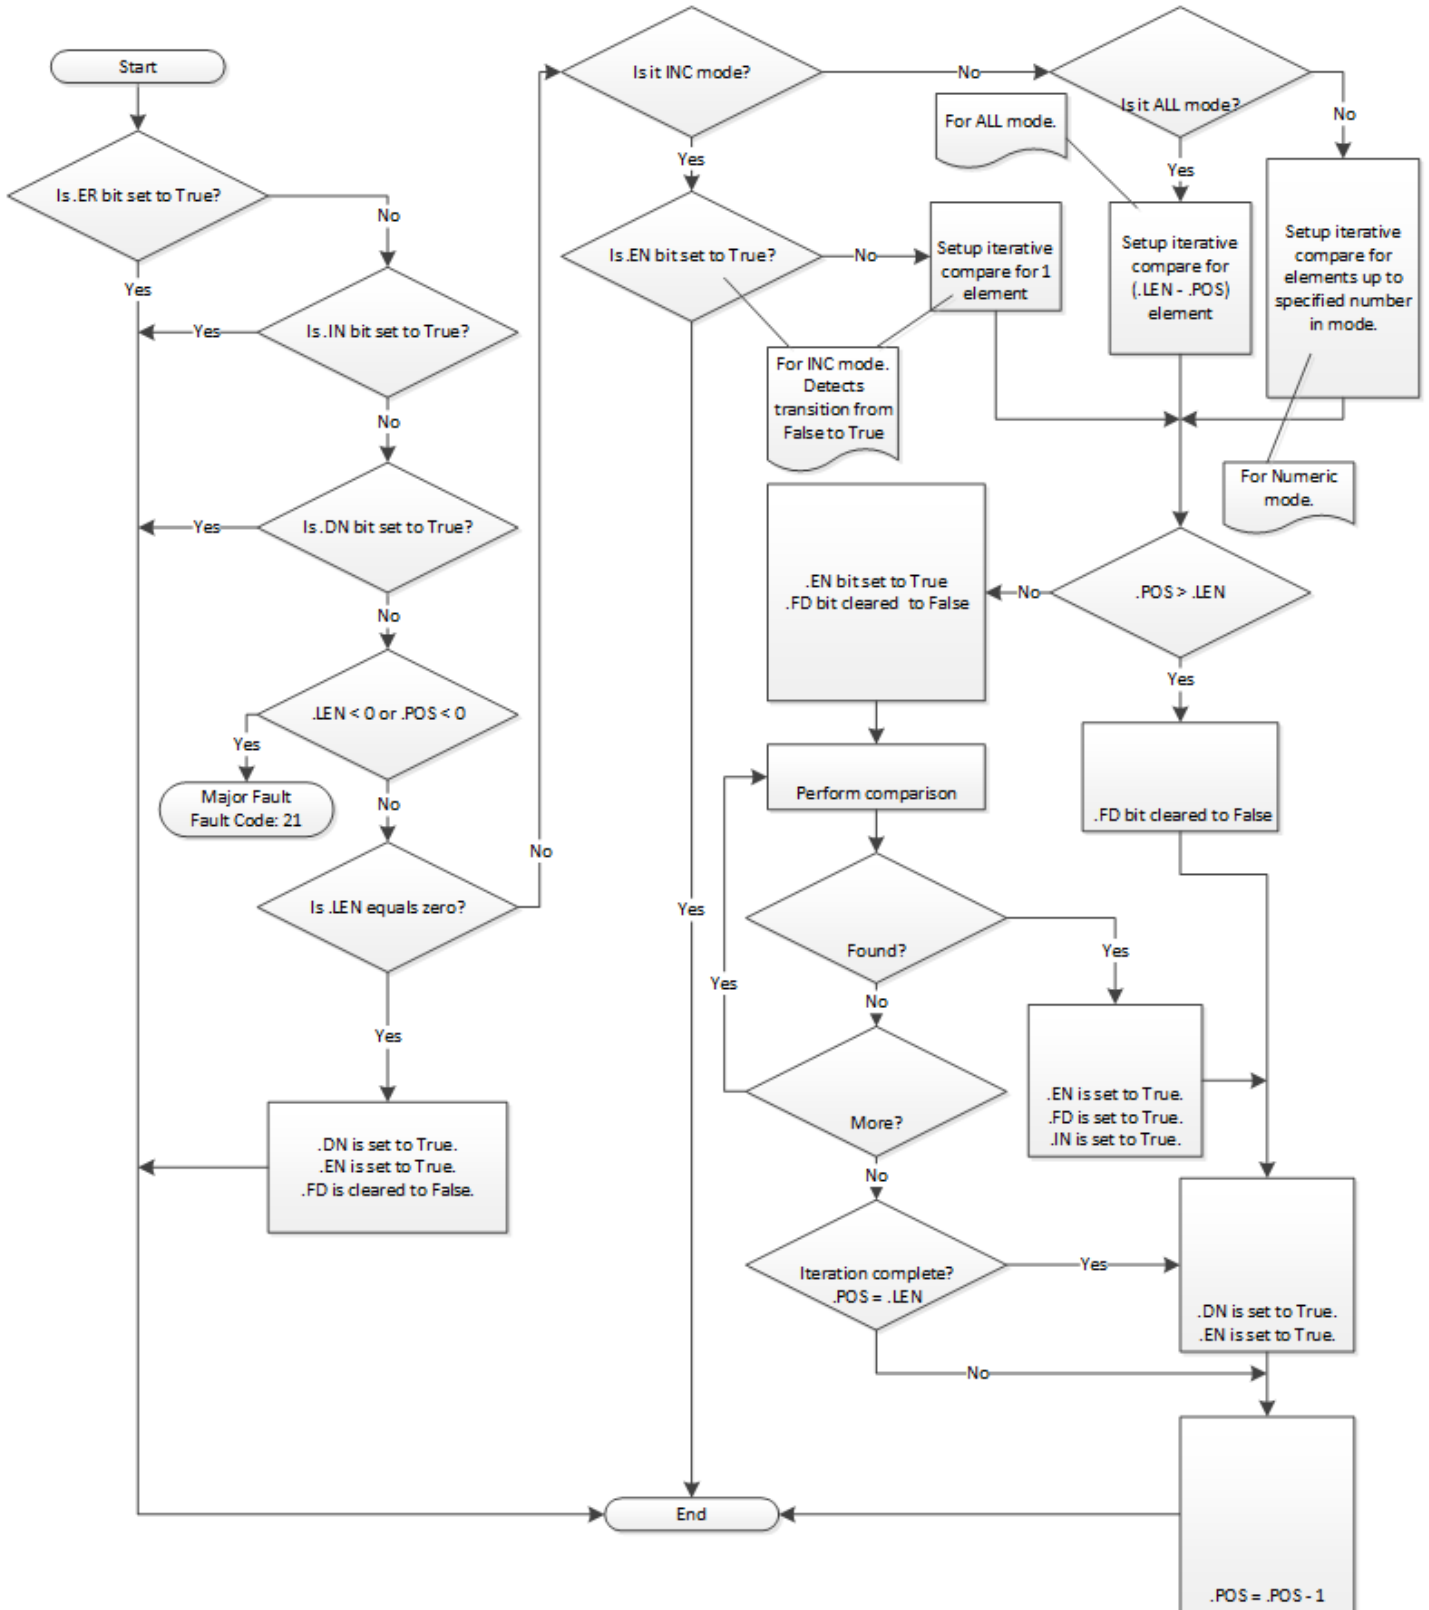 Start
Is .ER bit set to True?
No
Yes
Is .IN bit set to True?
Yes
No
Is .DN bit set to True?
Yes
No
.LEN < 0 or .POS < 0
Yes
Major Fault
Fault Code: 21
No
Is .LEN equals zero?
No
Yes
.DN is set to True.
.EN is set to True.
.FD is cleared to False.
Is it INC mode?
No
Yes
Is .EN bit set to True?
No
Yes
Setup iterative
compare for 1
element
For INC mode.
Detects
transition from
False to True
Is it ALL mode?
No
Yes
For ALL mode.
Setup iterative
compare for
(.LEN - .POS)
element
Setup iterative
compare for
elements up to
specified number
in mode.
For Numeric
mode.
.POS > .LEN
No
Yes
.EN bit set to True
.FD bit cleared to False
.FD bit cleared to False
Perform comparison
Found?
Yes
No
.EN is set to True.
.FD is set to True.
.IN is set to True.
More?
Yes
No
Iteration complete?
.POS = .LEN
Yes
No
.DN is set to True.
.EN is set to True.
.POS = .POS - 1
End